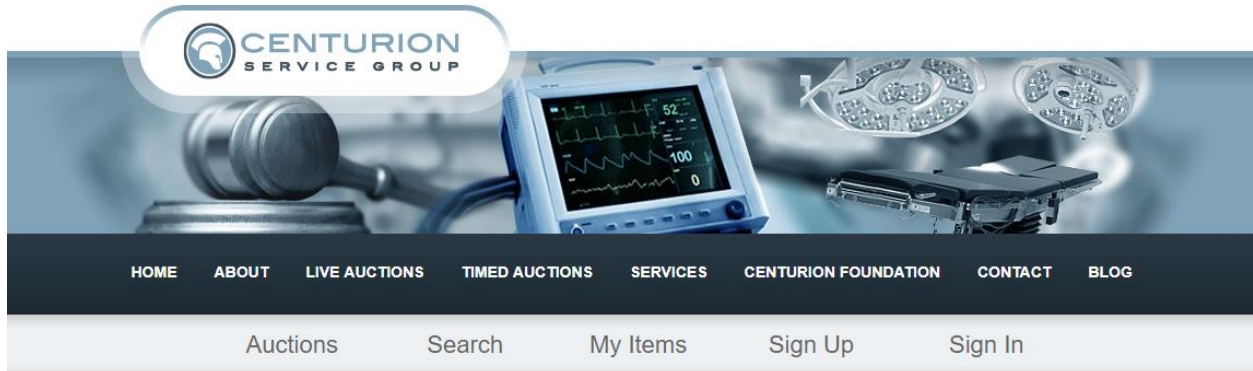 CENTURION
SERVICE GROUP
52
100
0
HOME ABOUT LIVE AUCTIONS TIMED AUCTIONS SERVICES CENTURION FOUNDATION CONTACT BLOG
Auctions Search My Items Sign Up Sign In